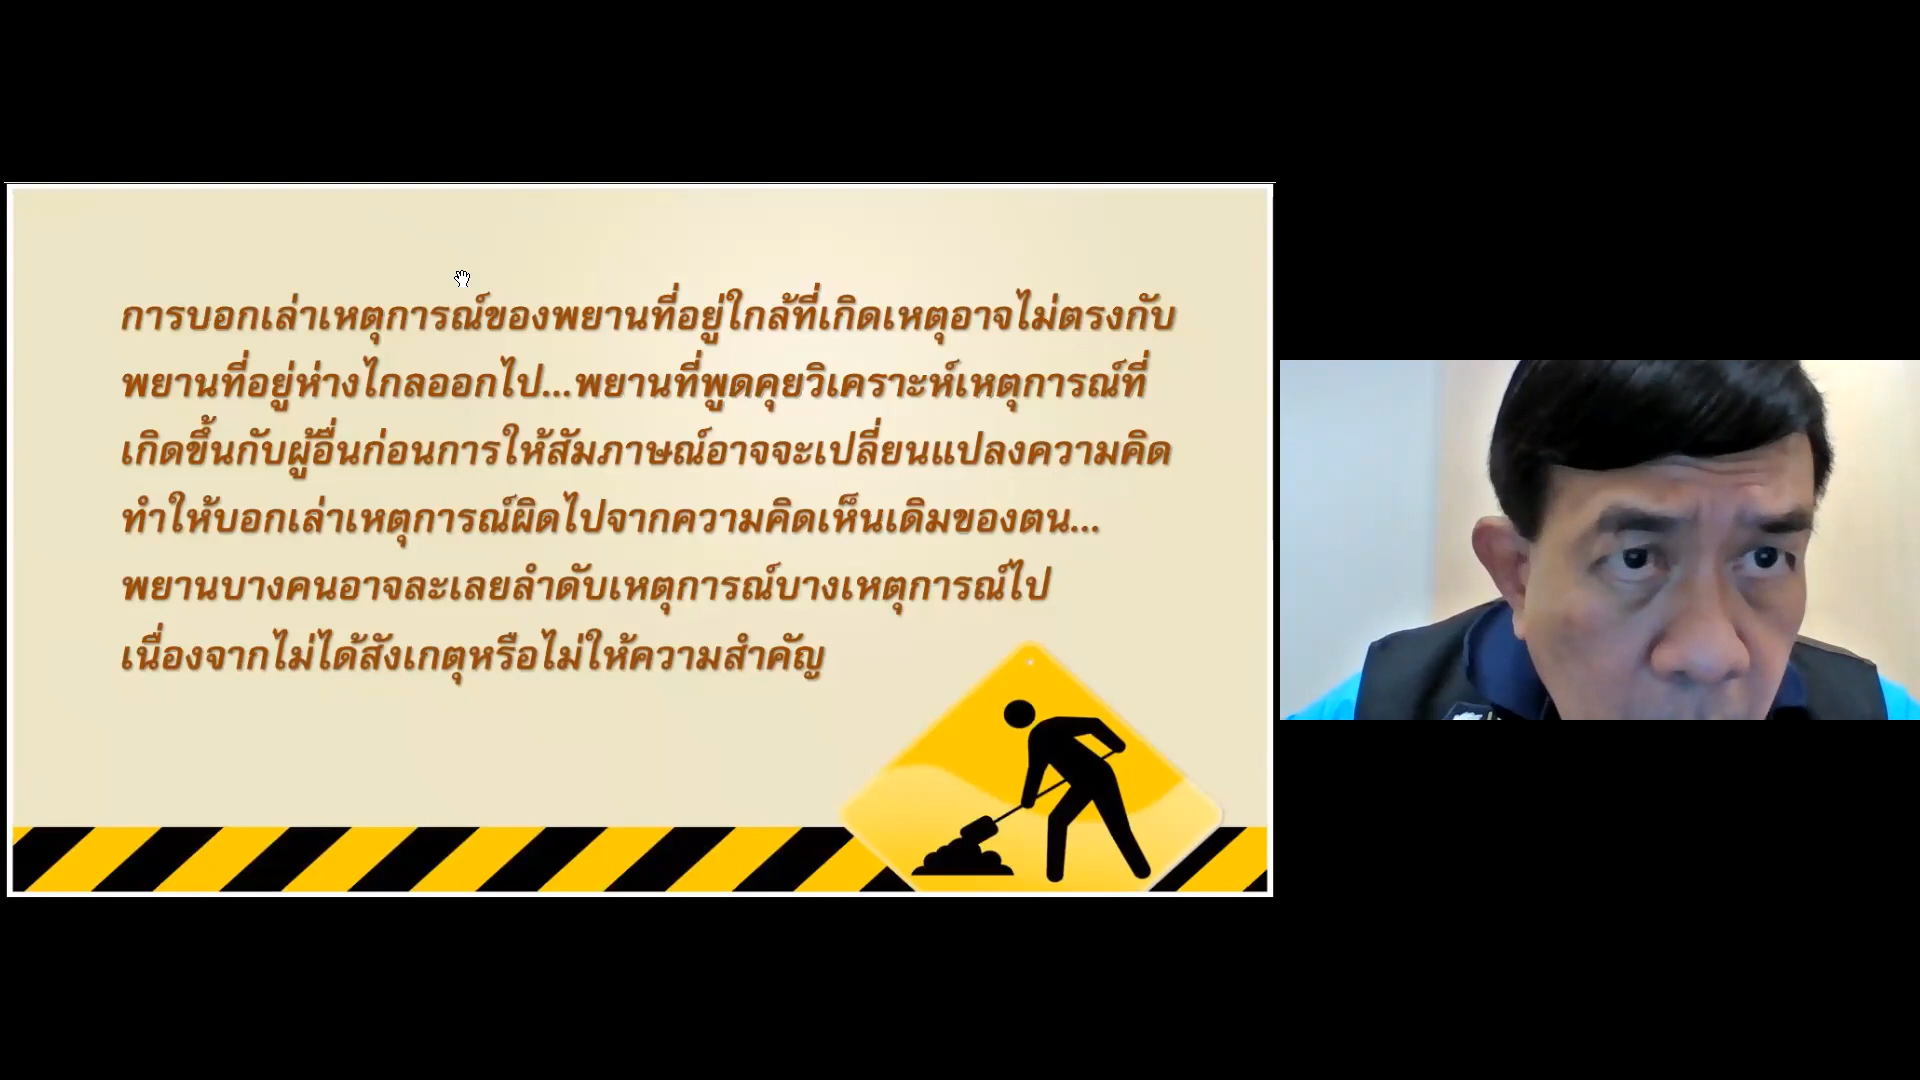 การบอกเล่าเหตุการณ์ของพยานที่อยู่ใกล้ที่เกิดเหตุอาจไม่ตรงกับ
พยานที่อยู่ห่างไกลออกไป...พยานที่พูดคุยวิเคราะห์เหตุการณ์ที่
เกิดขึ้นกับผู้อื่นก่อนการให้สัมภาษณ์อาจจะเปลี่ยนแปลงความคิด
ทำให้บอกเล่าเหตุการณ์ผิดไปจากความคิดเห็นเดิมของตน...
พยานบางคนอาจละเลยลำดับเหตุการณ์บางเหตุการณ์ไป
เนื่องจากไม่ได้สังเกตุหรือไม่ให้ความสำคัญ